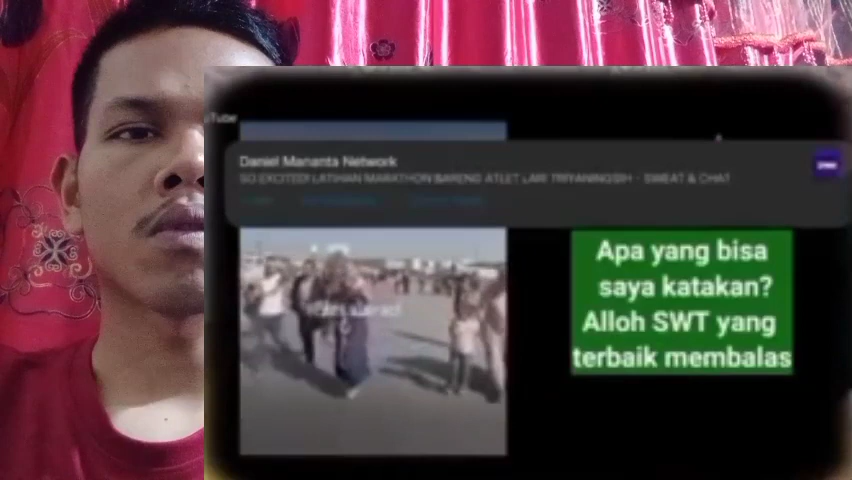 Tube
Daniel Mananta Network
SO EXCITED! LATIHAN MARATHON BARENG ATLET LARI TRIYANINGSIH - SWEAT & CHAT
Apa yang bisa
saya katakan?
Alloh SWT yang
terbaik membalas